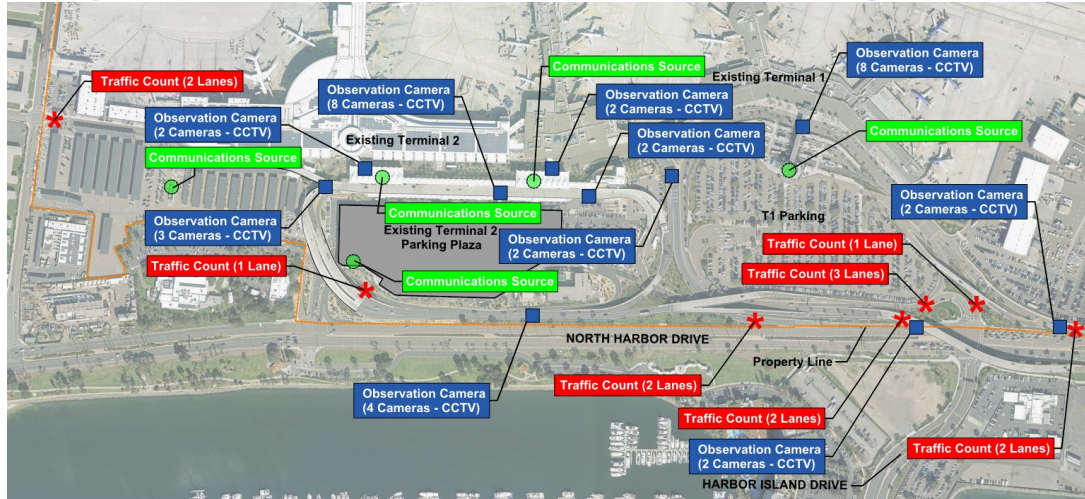 Observation Camera
(8 Cameras - CCTV)
Communications Source
Existing Terminal 1
Traffic Count (2 Lanes)
Observation Camera
(8 Cameras - CCTV)
Observation Camera
(2 Cameras - CCTV)
Observation Camera
(2 Cameras - CCTV)
Existing Terminal 2
Observation Camera
(2 Cameras - CCTV)
Communications Source
Communications Source
Observation Camera
(3 Cameras - CCTV)
Communications Source
Existing Terminal 2
Parking Plaza
Observation Camera
(2 Cameras - CCTV)
T1 Parking
Observation Camera
(2 Cameras - CCTV)
Traffic Count (1 Lane)
Traffic Count (1 Lane)
Traffic Count (3 Lanes)
Communications Source
NORTH HARBOR DRIVE
Property Line
Observation Camera
(4 Cameras - CCTV)
Traffic Count (2 Lanes)
Traffic Count (2 Lanes)
Observation Camera
(2 Cameras - CCTV)
Traffic Count (2 Lanes)
HARBOR ISLAND DRIVE